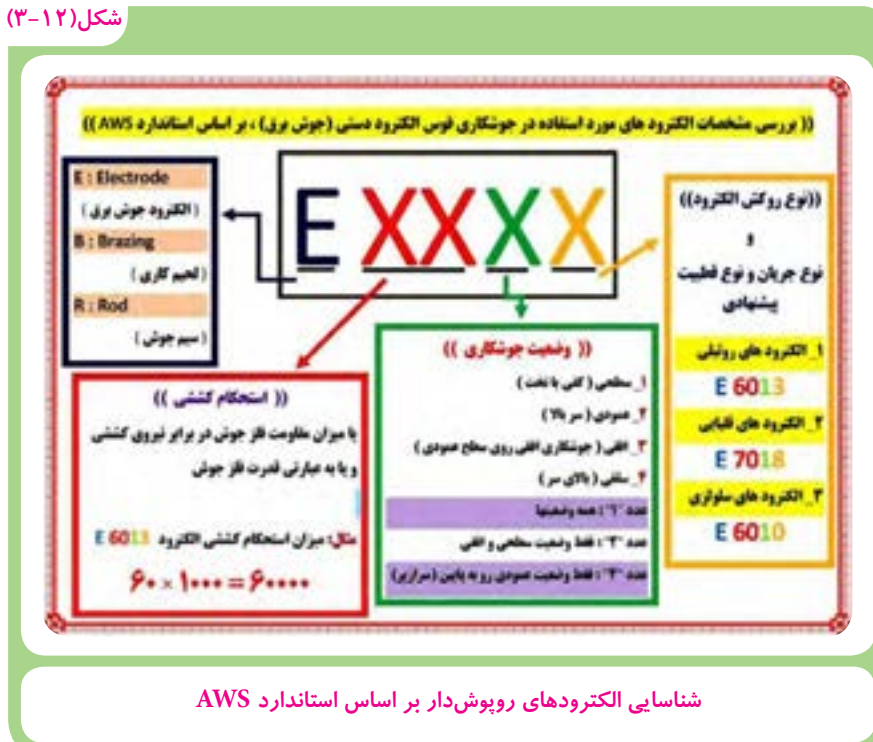 شکل(۱۲-۳)
(( بررسی مشخصات الکترود های مورد استفاده در جوشکاری قوس الکترود دستی (جوش برق) ، بر اساس استاندارد AWS ))
E XXXX
E : Electrode
( الکترود جوش برق )
B : Brazing
( لحیم کاری )
R : Rod
( سیم جوش )
((نوع روکش الکترود))
و
نوع جریان و نوع قطبیت
پیشنهادی
۱_ الکترود های روتیلی
E 6013
۲_ الکترود های قلیایی
E 7018
۳_ الکترود های سلولزی
E 6010
(( وضعیت جوشکاری ))
۱_ سطحی ( کفی یا تخت )
۲_ عمودی ( سر بالا )
۳_ افقی ( جوشکاری افقی روی سطح عمودی )
۴_ سقفی ( بالای سر )
عدد "۱" : همه وضعیتها
عدد "۲" : فقط وضعیت سطحی و افقی
عدد : فقط وضعیت عمودی رو به پایین (سرازیر)
(( استحکام کششی ))
یا میزان مقاومت فلز جوش در برابر نیروی کششی
و یا به عبارتی قدرت فلز جوش
مثال: میزان استحکام کششی الکترود E 6013
۶۰ × ۱۰۰۰ = ۶۰۰۰۰
شناسایی الکترودهای روپوش‌دار بر اساس استاندارد AWS